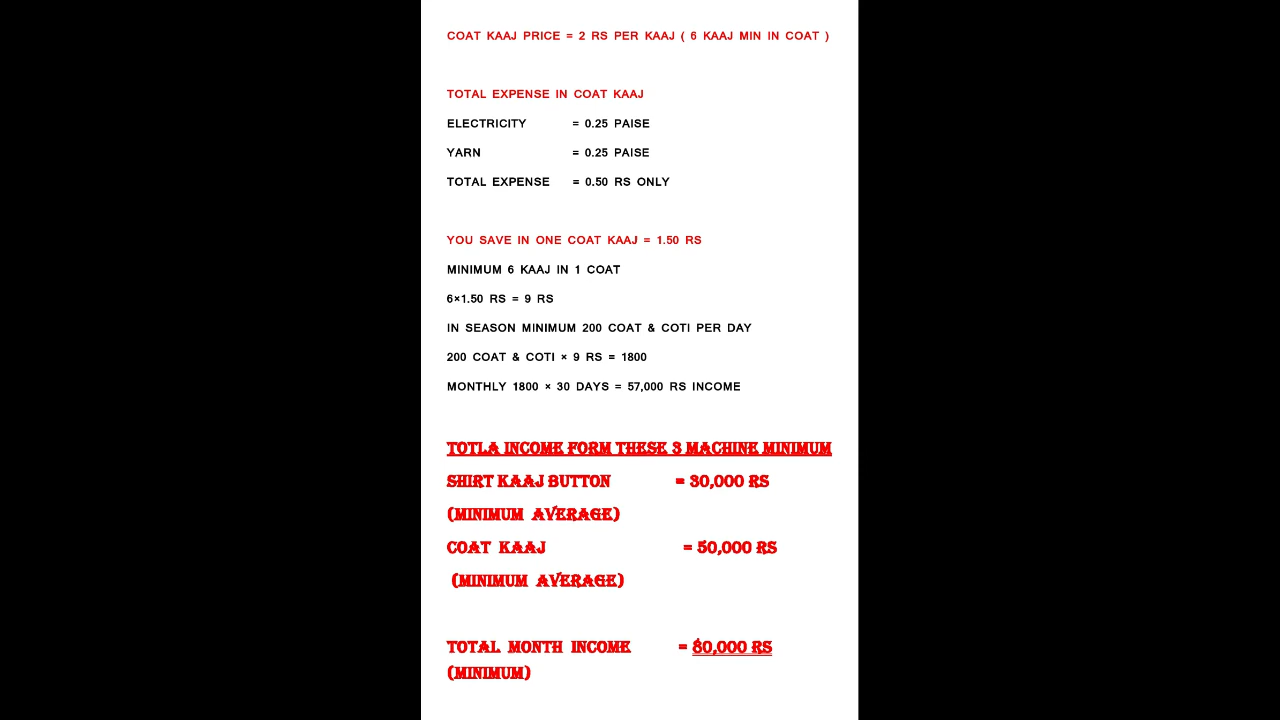 COAT KAAJ PRICE = 2 RS PER KAAJ ( 6 KAAJ MIN IN COAT )
TOTAL EXPENSE IN COAT KAAJ
ELECTRICITY = 0.25 PAISE
YARN = 0.25 PAISE
TOTAL EXPENSE = 0.50 RS ONLY
YOU SAVE IN ONE COAT KAAJ = 1.50 RS
MINIMUM 6 KAAJ IN 1 COAT
6×1.50 RS = 9 RS
IN SEASON MINIMUM 200 COAT & COTI PER DAY
200 COAT & COTI × 9 RS = 1800
MONTHLY 1800 × 30 DAYS = 57,000 RS INCOME
TOTLA INCOME FORM THESE 3 MACHINE MINIMUM
SHIRT KAAJ BUTTON = 30,000 RS
(MINIMUM AVERAGE)
COAT KAAJ = 50,000 RS
(MINIMUM AVERAGE)
TOTAL MONTH INCOME = 80,000 RS
(MINIMUM)